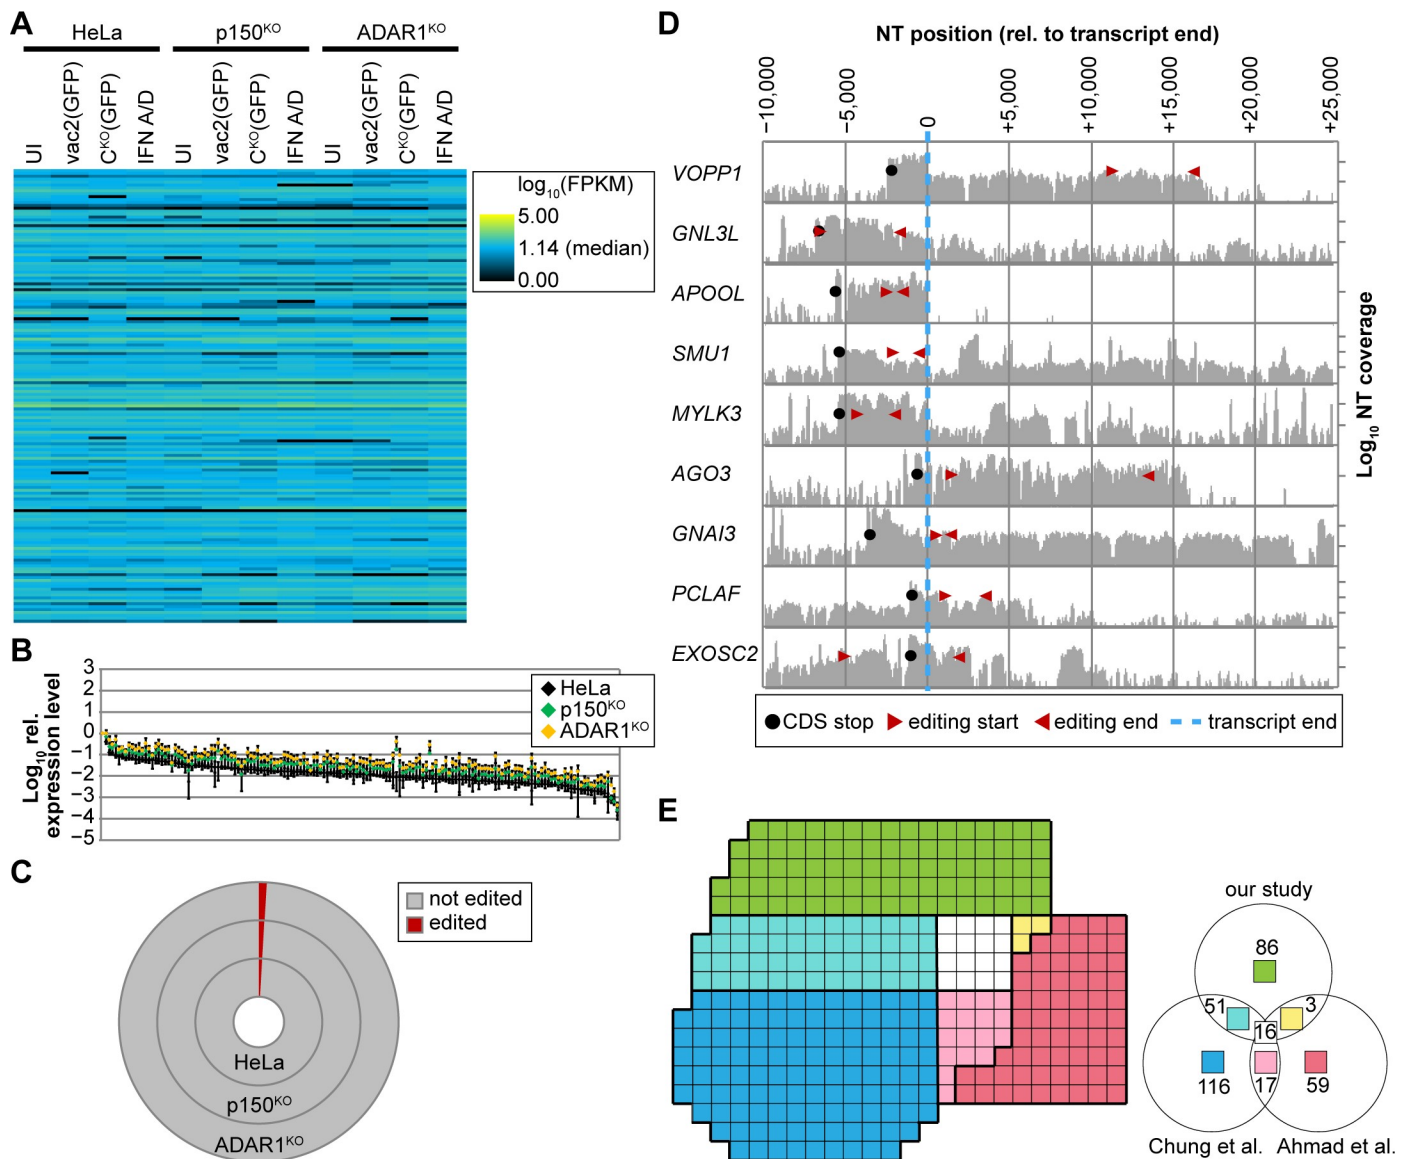 A
HeLa p150KO ADAR1KO
UI vac2(GFP) CKO(GFP) IFN A/D UI vac2(GFP) CKO(GFP) IFN A/D UI vac2(GFP) CKO(GFP) IFN A/D
log10(FPKM)
5.00
1.14 (median)
0.00
B
Log10 rel.
expression level
3
2
1
0
−1
−2
−3
−4
−5
HeLa
p150KO
ADAR1KO
C
not edited
edited
HeLa
p150KO
ADAR1KO
D
NT position (rel. to transcript end)
−10,000 −5,000 0 +5,000 +10,000 +15,000 +20,000 +25,000
VOPP1
GNL3L
APOOL
SMU1
MYLK3
AGO3
GNAI3
PCLAF
EXOSC2
Log10 NT coverage
CDS stop editing start editing end transcript end
E
our study
86
51 3
16
116 17 59
Chung et al. Ahmad et al.